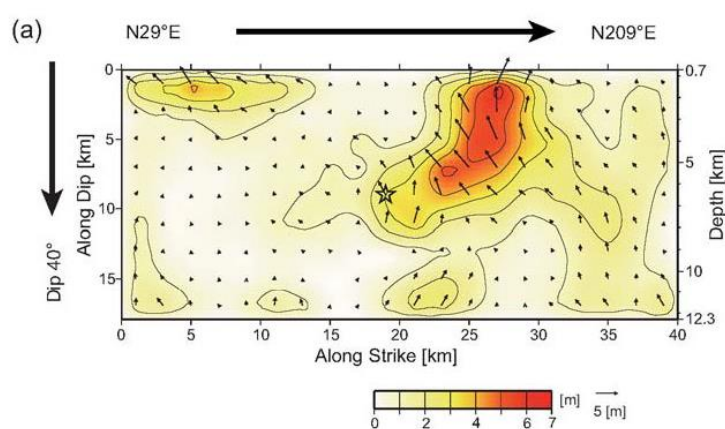 (a)
N29°E N209°E
0 0.7
5 5
10 10
15
12.3
Along Dip [km]
Dip 40°
Depth [km]
0 5 10 15 20 25 30 35 40
Along Strike [km]
[m]
0 2 4 6 7
5 [m]